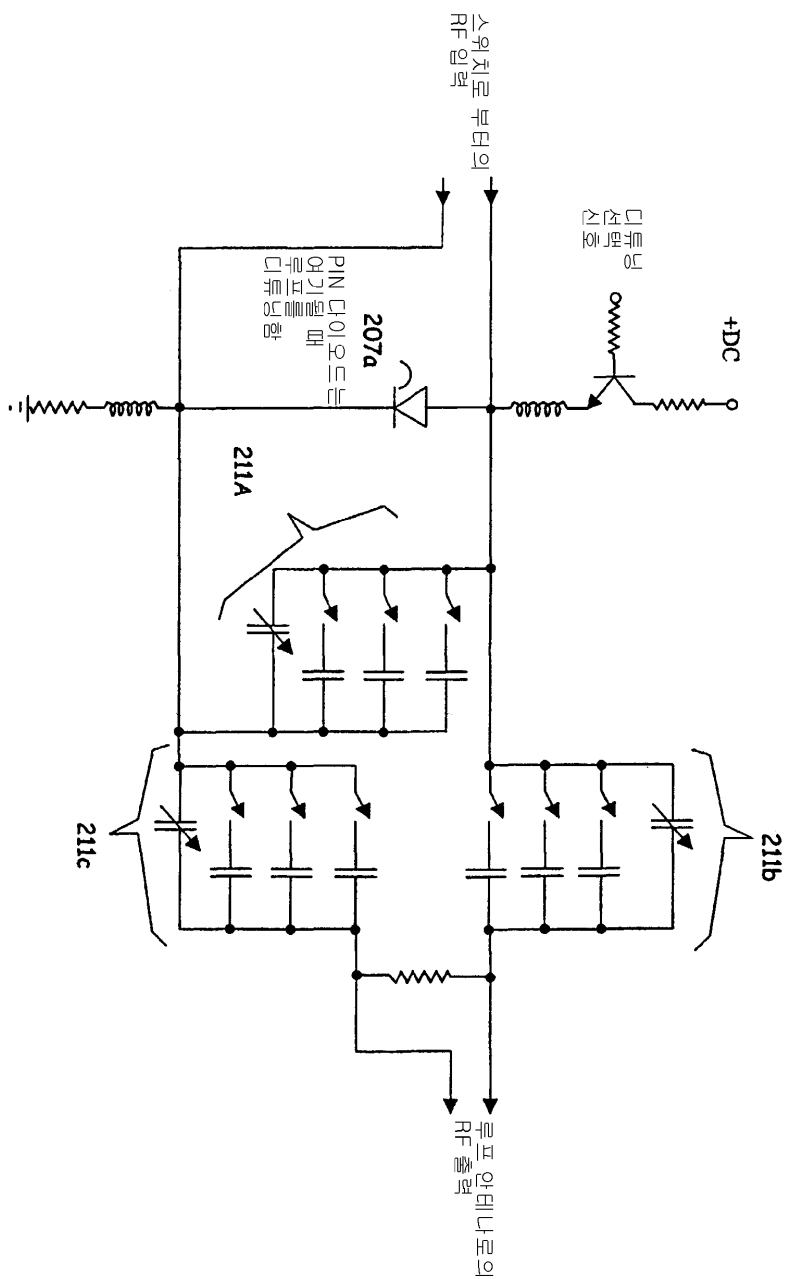 스위치로 부터의
RF 입력
디튜닝
선택
신호
+DC
207a
PIN 다이오드는
여기될 때
루프를
디튜닝함
211A
211b
211c
루프 안테나로의
RF 출력